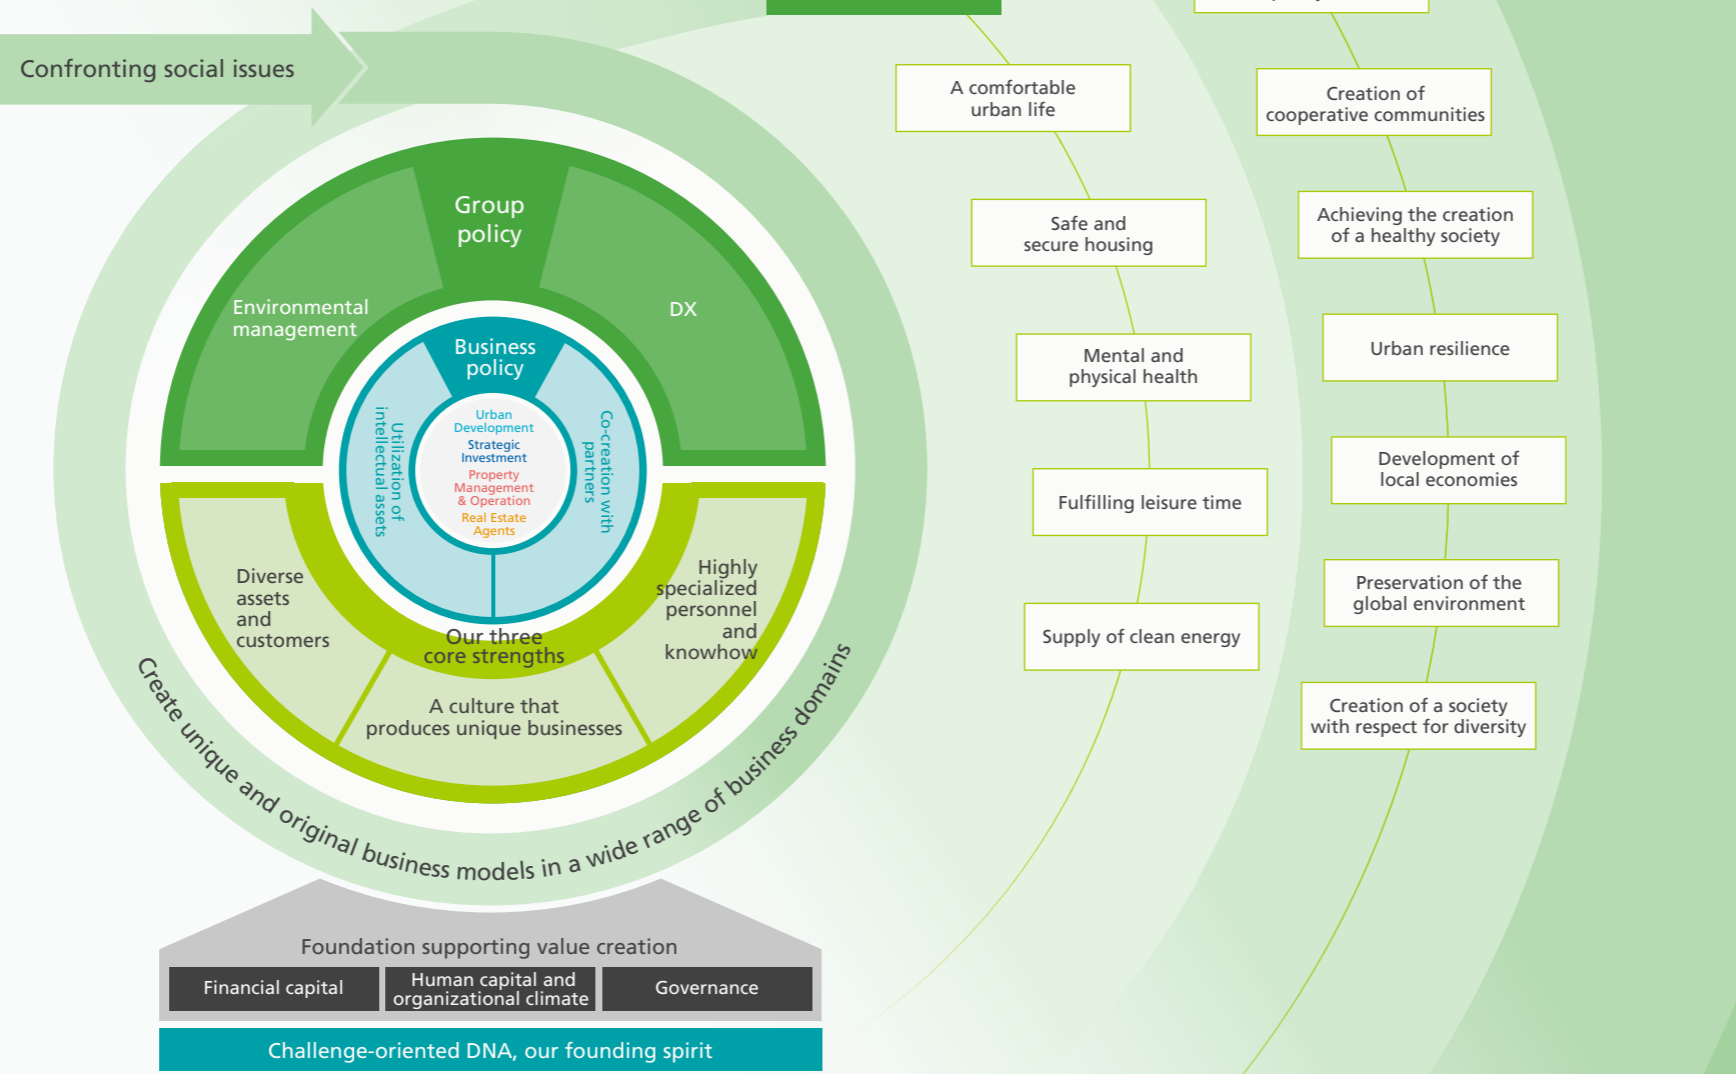 Confronting social issues
Group
policy
Environmental
management
DX
Business
policy
Utilization of
intellectual assets
Co-creation with
partners
Urban
Development
Strategic
Investment
Property
Management
& Operation
Real Estate
Agents
Diverse
assets
and
customers
Our three
core strengths
A culture that
produces unique businesses
Highly
specialized
personnel
and
knowhow
Create unique and original business models in a wide range of business domains
Foundation supporting value creation
Financial capital
Human capital and
organizational climate
Governance
Challenge-oriented DNA, our founding spirit
A comfortable
urban life
Safe and
secure housing
Mental and
physical health
Fulfilling leisure time
Supply of clean energy
Creation of
cooperative communities
Achieving the creation
of a healthy society
Urban resilience
Development of
local economies
Preservation of the
global environment
Creation of a society
with respect for diversity